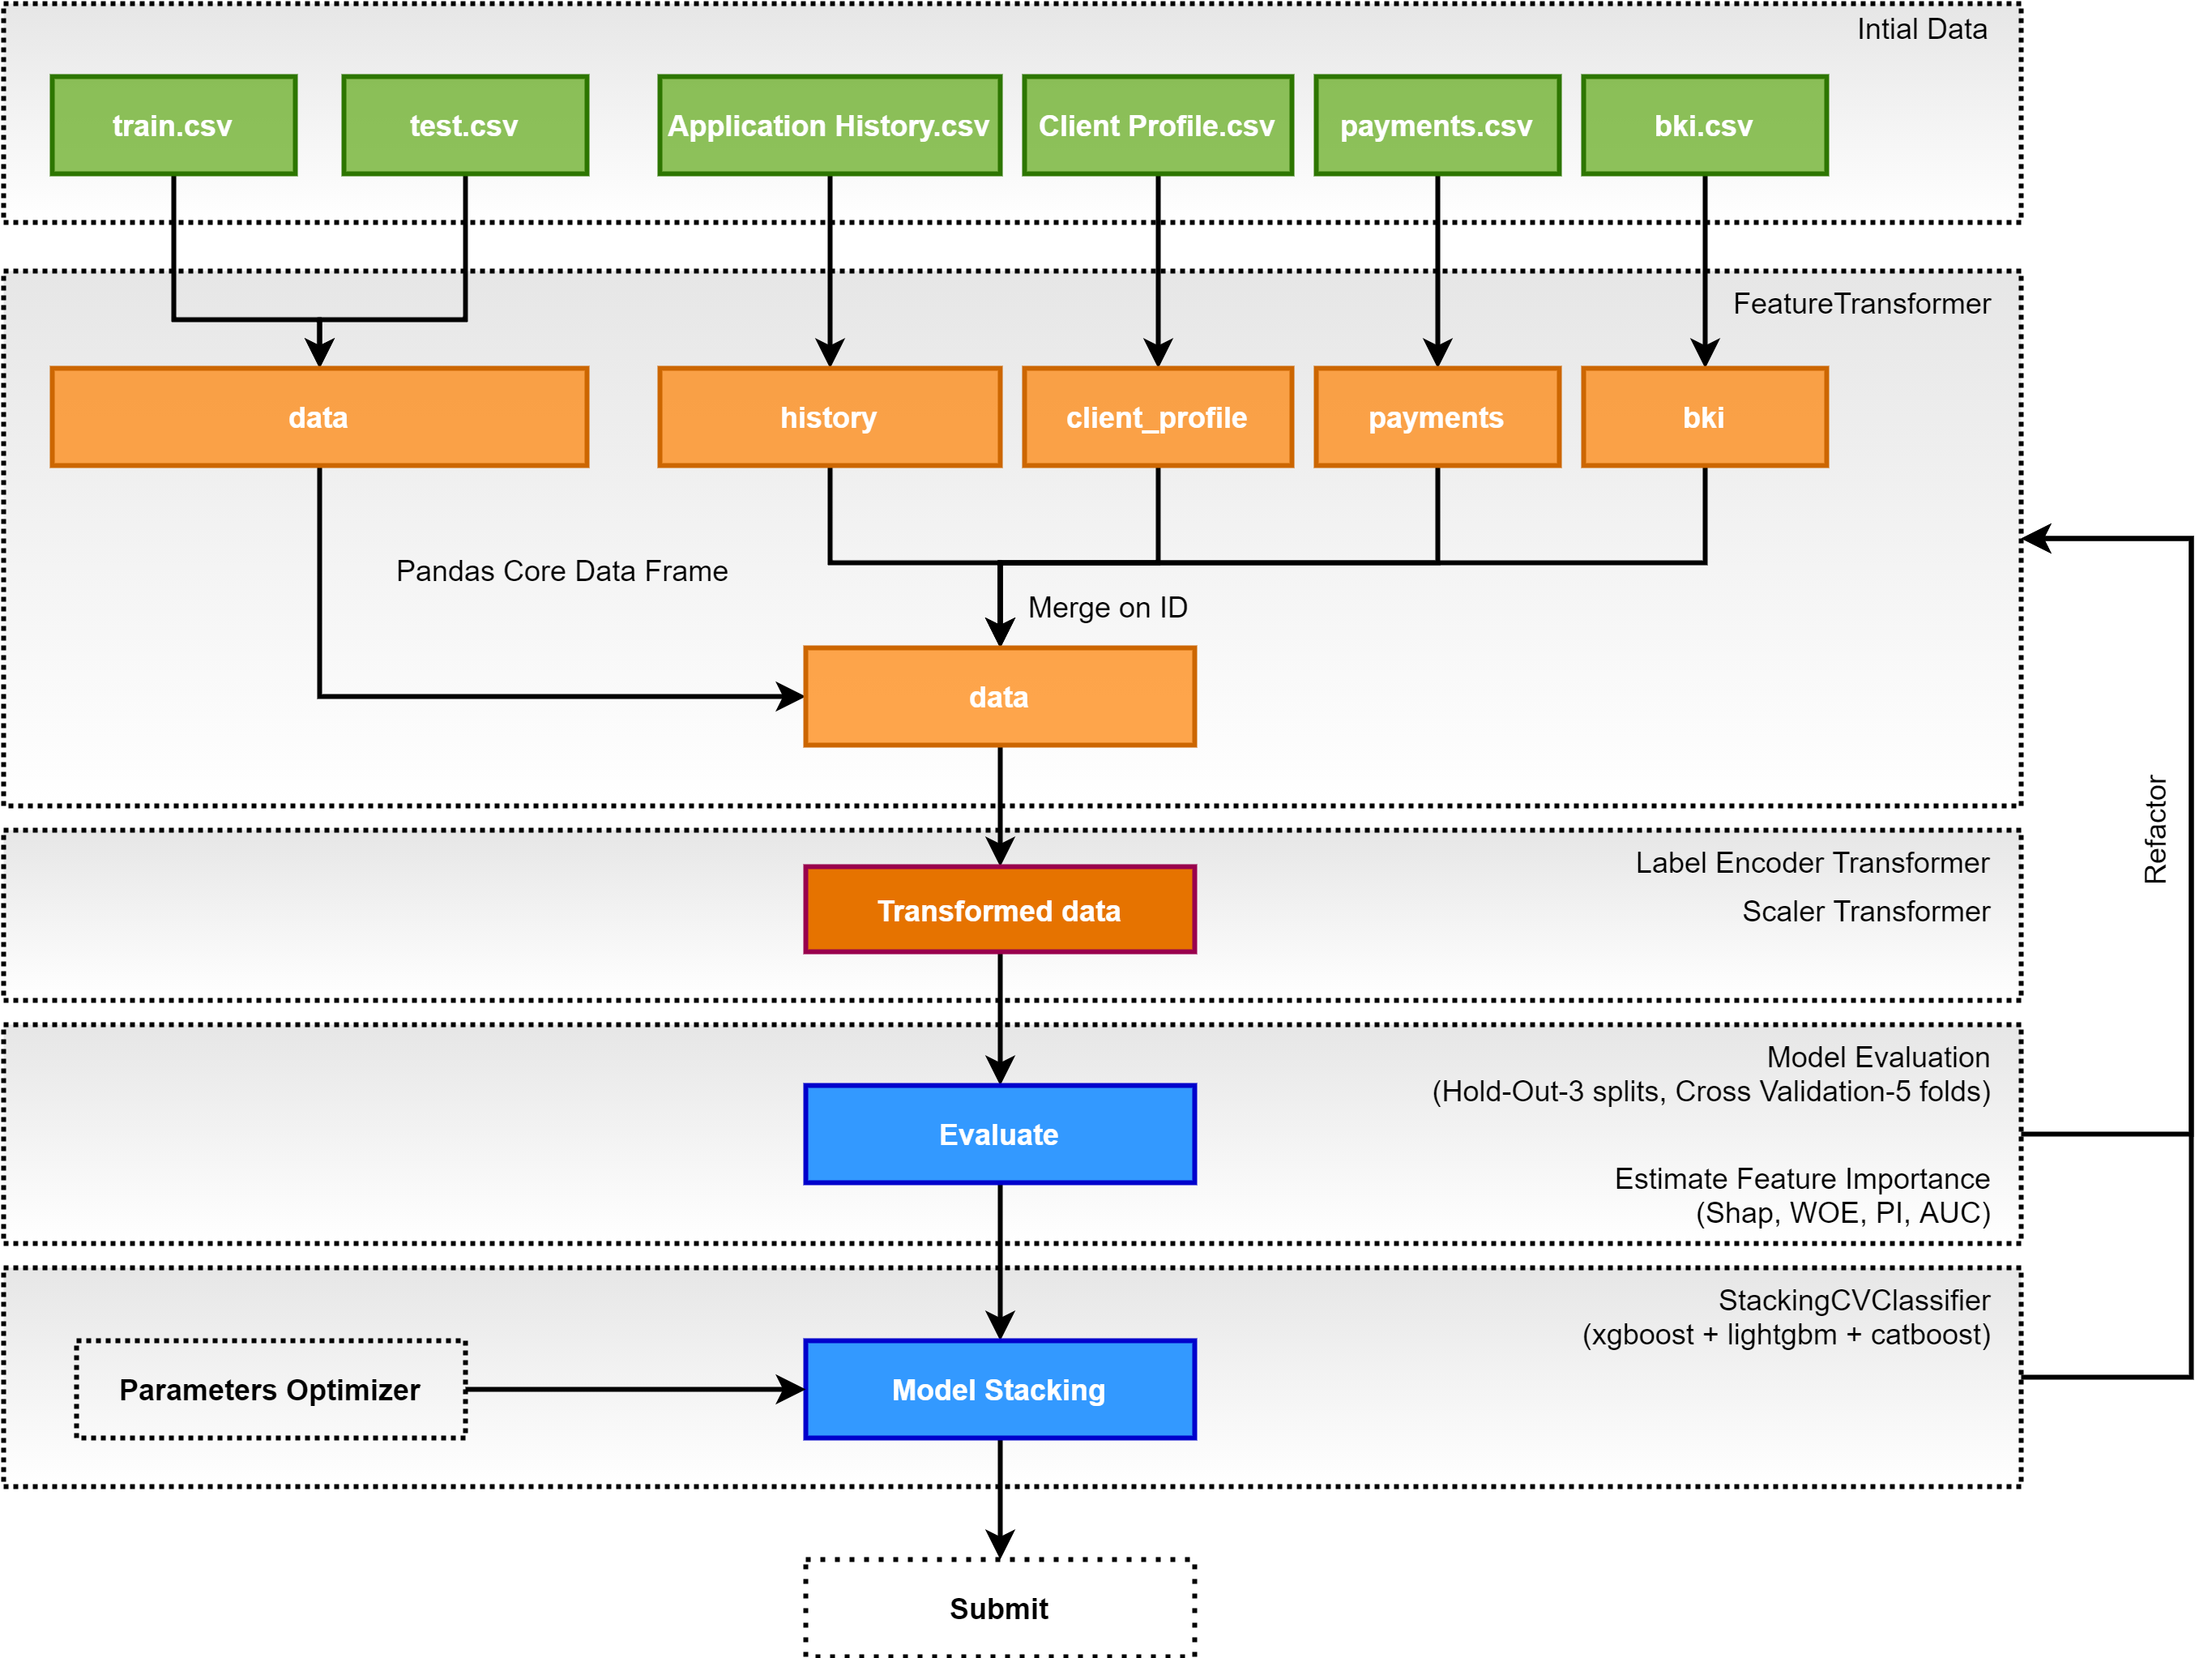 Intial Data
train.csv
test.csv
Application History.csv
Client Profile.csv
payments.csv
bki.csv
FeatureTransformer
data
history
client_profile
payments
bki
Pandas Core Data Frame
Merge on ID
data
Refactor
Label Encoder Transformer
Transformed data
Scaler Transformer
Model Evaluation
(Hold-Out-3 splits, Cross Validation-5 folds)
Evaluate
Estimate Feature Importance
(Shap, WOE, PI, AUC)
StackingCVClassifier
(xgboost + lightgbm + catboost)
Parameters Optimizer
Model Stacking
Submit